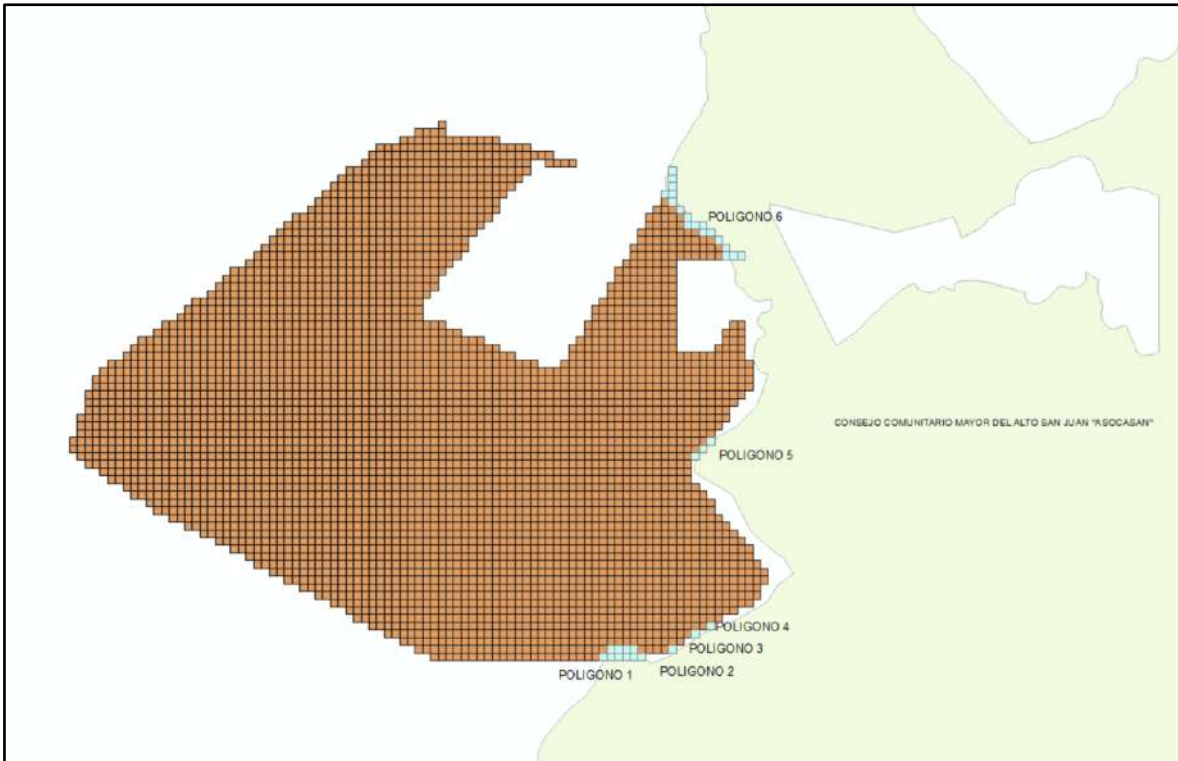 POLIGONO 6
CONSEJO COMUNITARIO MAYOR DEL ALTO SAN JUAN "ASOCASAN"
POLIGONO 5
POLIGONO 4
POLIGONO 3
POLIGONO 1
POLIGONO 2